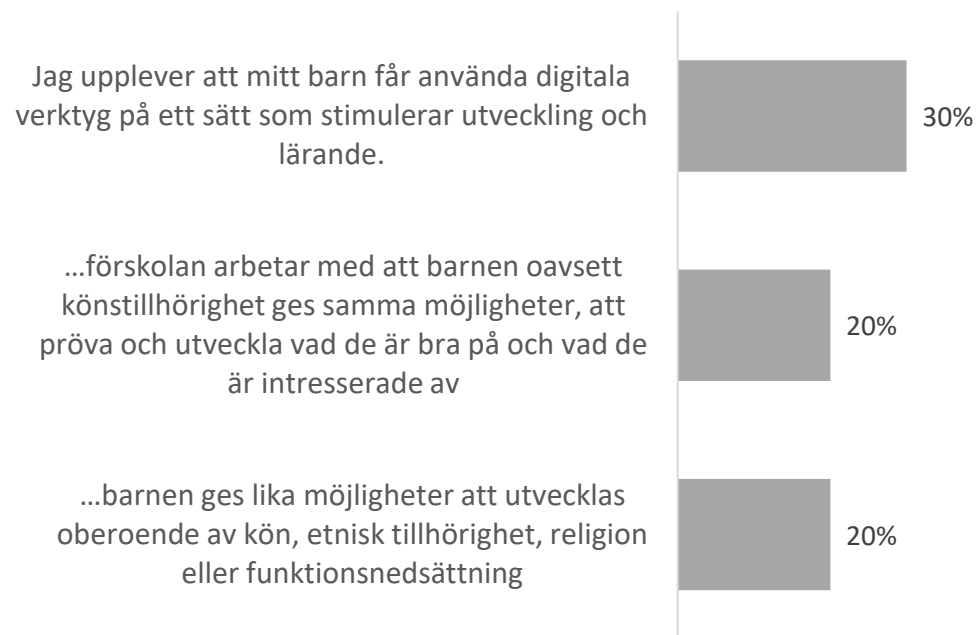 Jag upplever att mitt barn får använda digitala
verktyg på ett sätt som stimulerar utveckling och
lärande.
30%
...förskolan arbetar med att barnen oavsett
könstillhörighet ges samma möjligheter, att
pröva och utveckla vad de är bra på och vad de
är intresserade av
20%
...barnen ges lika möjligheter att utvecklas
oberoende av kön, etnisk tillhörighet, religion
eller funktionsnedsättning
20%